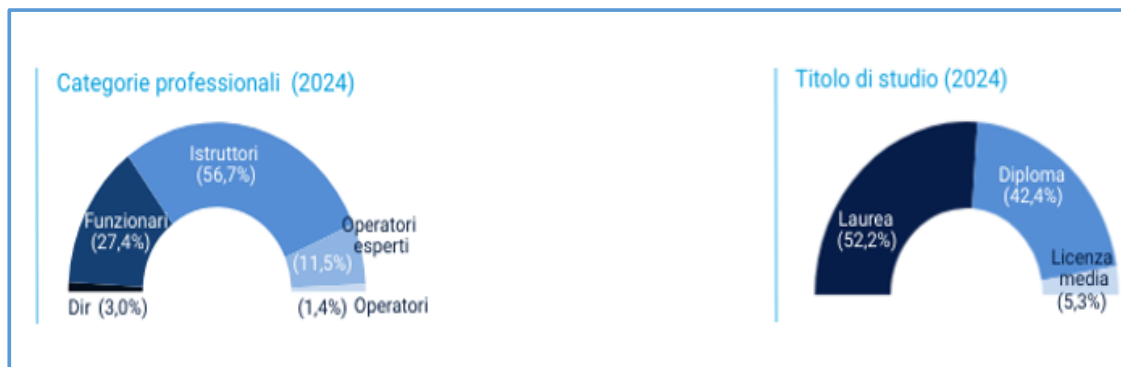 Categorie professionali (2024)
Istruttori
(56,7%)
Funzionari
(27,4%)
Operatori
esperti
(11,5%)
Dir (3,0%)
(1,4%) Operatori
Titolo di studio (2024)
Diploma
(42,4%)
Laurea
(52,2%)
Licenza
media
(5,3%)